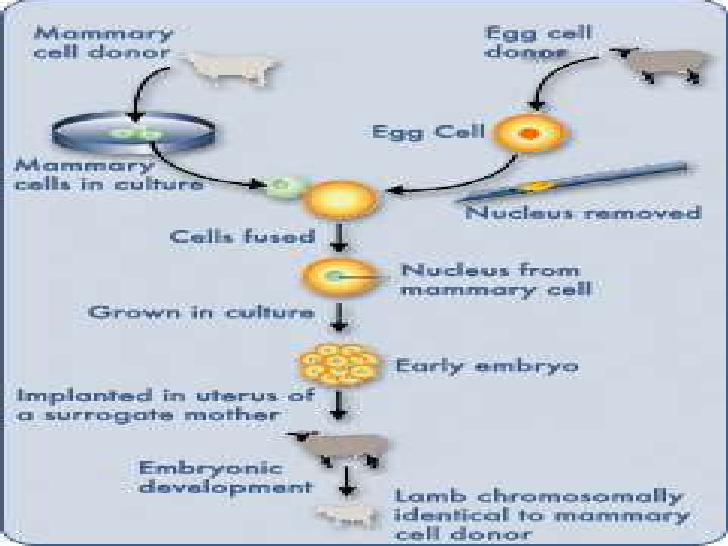 Mammary
cell donor
Egg cell
donor
Egg Cell
Mammary
cells in culture
Nucleus removed
Cells fused
Nucleus from
mammary cell
Grown in culture
Early embryo
Implanted in uterus of
a surrogate mother
Embryonic
development
Lamb chromosomally
identical to mammary
cell donor